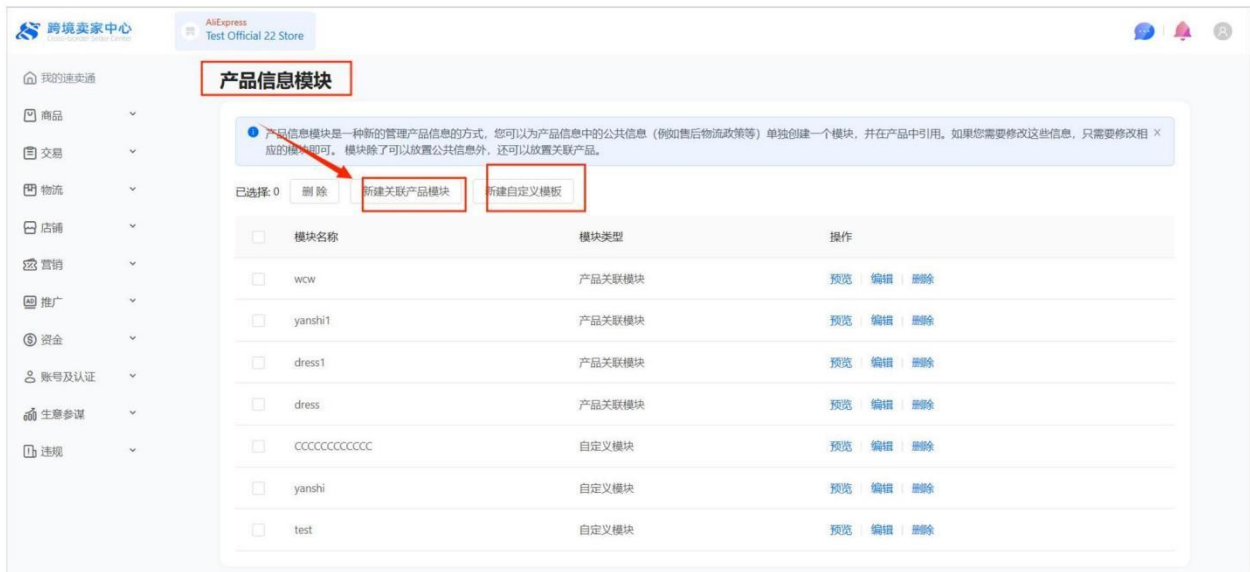 跨境卖家中心
Cross-border Seller Center
AliExpress
Test Official 22 Store
我的速卖通
商品
交易
物流
店铺
营销
推广
资金
账号及认证
生意参谋
违规
产品信息模块
产品信息模块是一种新的管理产品信息的方式，您可以为产品信息中的公共信息（例如售后物流政策等）单独创建一个模块，并在产品中引用。如果您需要修改这些信息，只需要修改相
应的模块即可。 模块除了可以放置公共信息外，还可以放置关联产品。
已选择: 0 删 除 新建关联产品模块 新建自定义模板
模块名称 模块类型 操作
wcw 产品关联模块 预览 编辑 删除
yanshi1 产品关联模块 预览 编辑 删除
dress1 产品关联模块 预览 编辑 删除
dress 产品关联模块 预览 编辑 删除
CCCCCCCCCCCC 自定义模块 预览 编辑 删除
yanshi 自定义模块 预览 编辑 删除
test 自定义模块 预览 编辑 删除